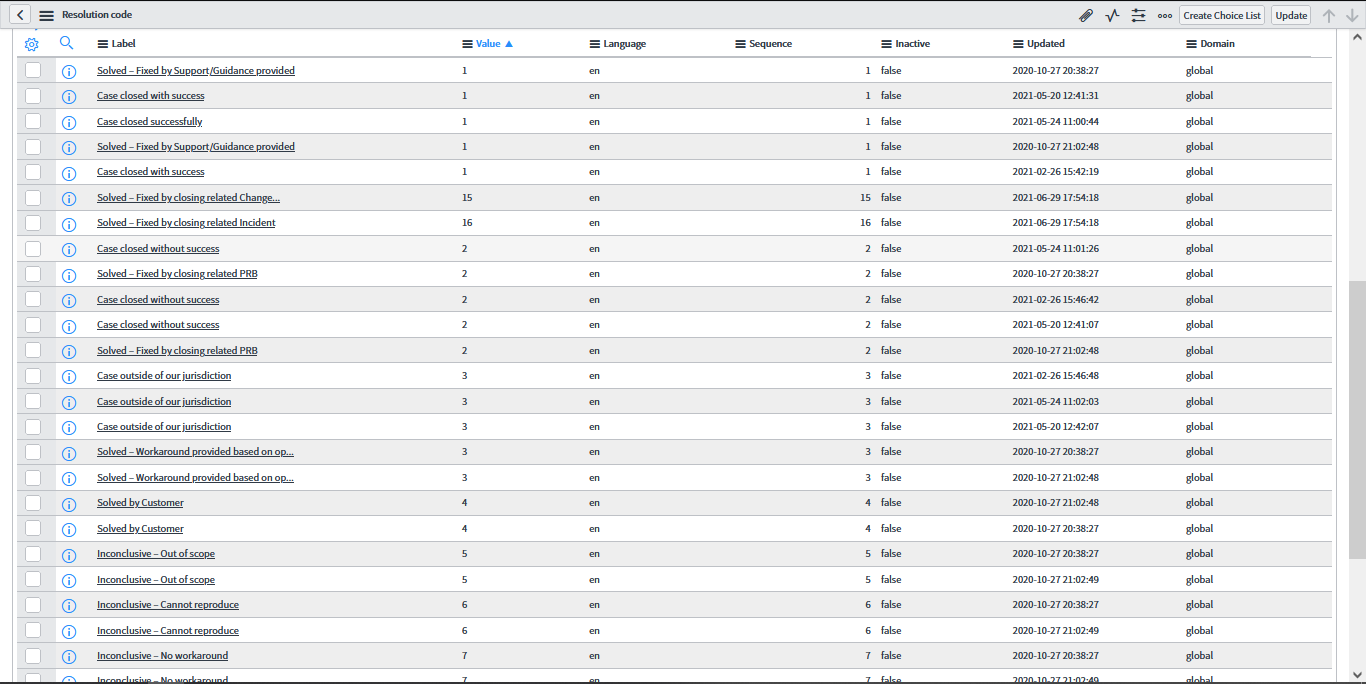 Resolution code Create Choice List Update
Label Value Language Sequence Inactive Updated Domain
Solved – Fixed by Support/Guidance provided 1 en 1 false 2020-10-27 20:38:27 global
Case closed with success 1 en 1 false 2021-05-20 12:41:31 global
Case closed successfully 1 en 1 false 2021-05-24 11:00:44 global
Solved – Fixed by Support/Guidance provided 1 en 1 false 2020-10-27 21:02:48 global
Case closed with success 1 en 1 false 2021-02-26 15:42:19 global
Solved – Fixed by closing related Change... 15 en 15 false 2021-06-29 17:54:18 global
Solved – Fixed by closing related Incident 16 en 16 false 2021-06-29 17:54:18 global
Case closed without success 2 en 2 false 2021-05-24 11:01:26 global
Solved – Fixed by closing related PRB 2 en 2 false 2020-10-27 20:38:27 global
Case closed without success 2 en 2 false 2021-02-26 15:46:42 global
Case closed without success 2 en 2 false 2021-05-20 12:41:07 global
Solved – Fixed by closing related PRB 2 en 2 false 2020-10-27 21:02:48 global
Case outside of our jurisdiction 3 en 3 false 2021-02-26 15:46:48 global
Case outside of our jurisdiction 3 en 3 false 2021-05-24 11:02:03 global
Case outside of our jurisdiction 3 en 3 false 2021-05-20 12:42:07 global
Solved – Workaround provided based on op... 3 en 3 false 2020-10-27 20:38:27 global
Solved – Workaround provided based on op... 3 en 3 false 2020-10-27 21:02:48 global
Solved by Customer 4 en 4 false 2020-10-27 21:02:48 global
Solved by Customer 4 en 4 false 2020-10-27 20:38:27 global
Inconclusive – Out of scope 5 en 5 false 2020-10-27 20:38:27 global
Inconclusive – Out of scope 5 en 5 false 2020-10-27 21:02:49 global
Inconclusive – Cannot reproduce 6 en 6 false 2020-10-27 20:38:27 global
Inconclusive – Cannot reproduce 6 en 6 false 2020-10-27 21:02:49 global
Inconclusive – No workaround 7 en 7 false 2020-10-27 20:38:27 global
Inconclusive – No workaround 7 en 7 false 2020-10-27 21:02:49 global